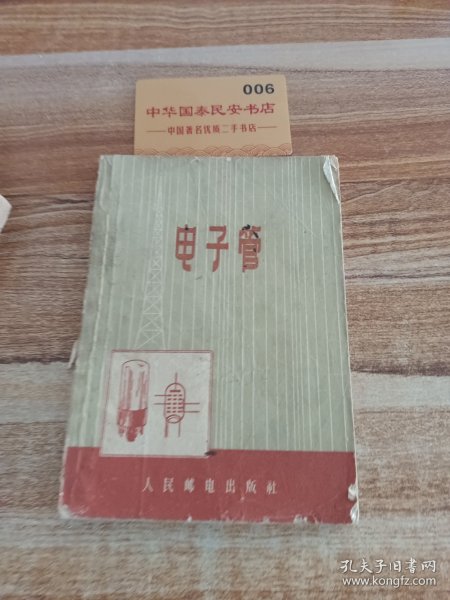 006
中华国泰民安书店
中国著名优质二手书店
电子管
人民邮电出版社
孔夫子旧书网
www.kongfz.com